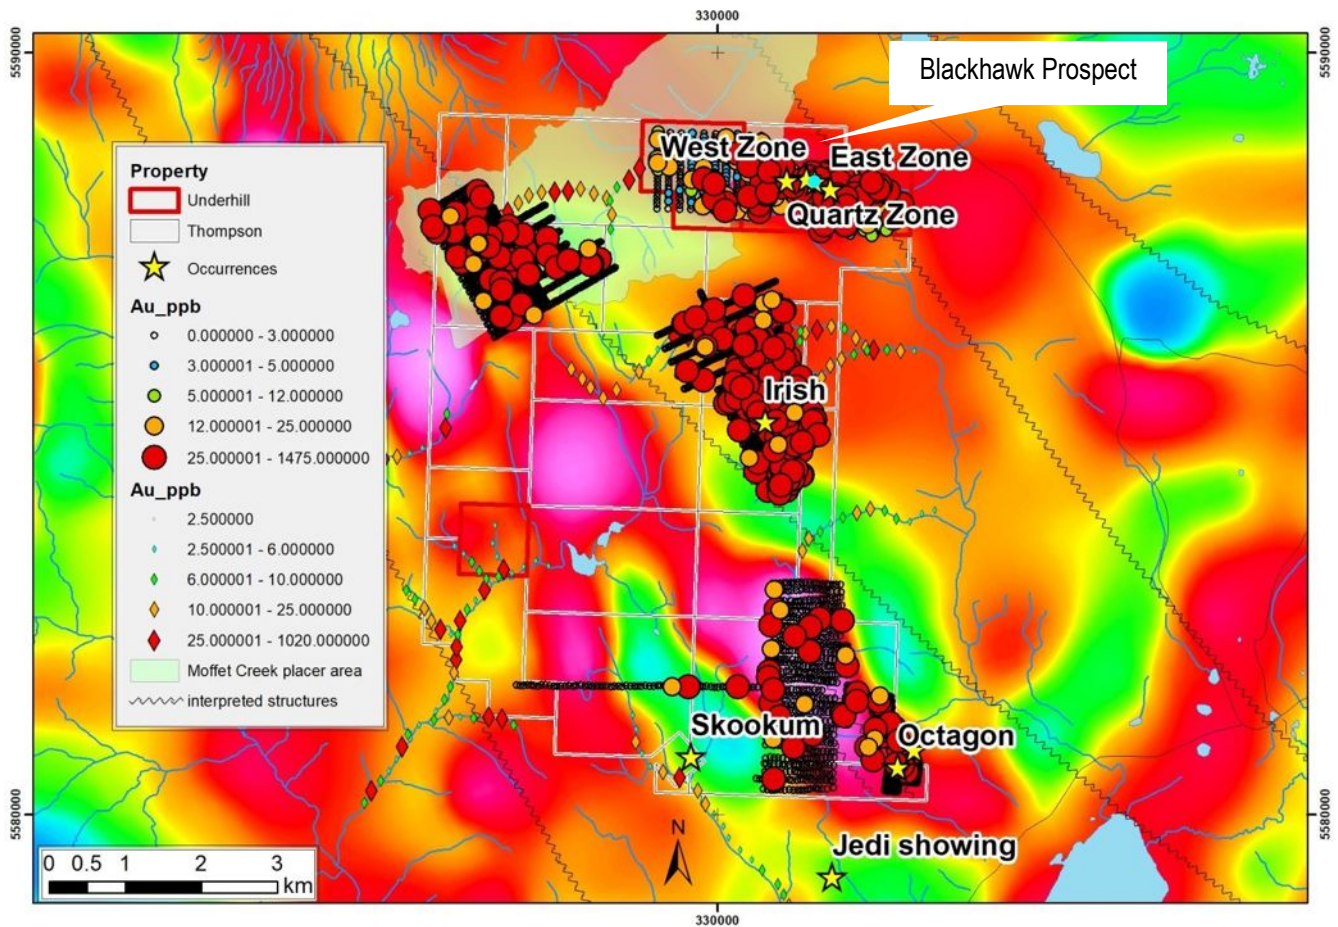 330000
5590000
5590000
Blackhawk Prospect
West Zone
East Zone
Quartz Zone
Property
Underhill
Thompson
Occurrences
Au_ppb
0.000000 - 3.000000
3.000001 - 5.000000
5.000001 - 12.000000
12.000001 - 25.000000
25.000001 - 1475.000000
Au_ppb
2.500000
2.500001 - 6.000000
6.000001 - 10.000000
10.000001 - 25.000000
25.000001 - 1020.000000
Moffet Creek placer area
interpreted structures
Irish
Skookum
Octagon
5580000
5580000
Jedi showing
N
0 0.5 1 2 3
km
330000